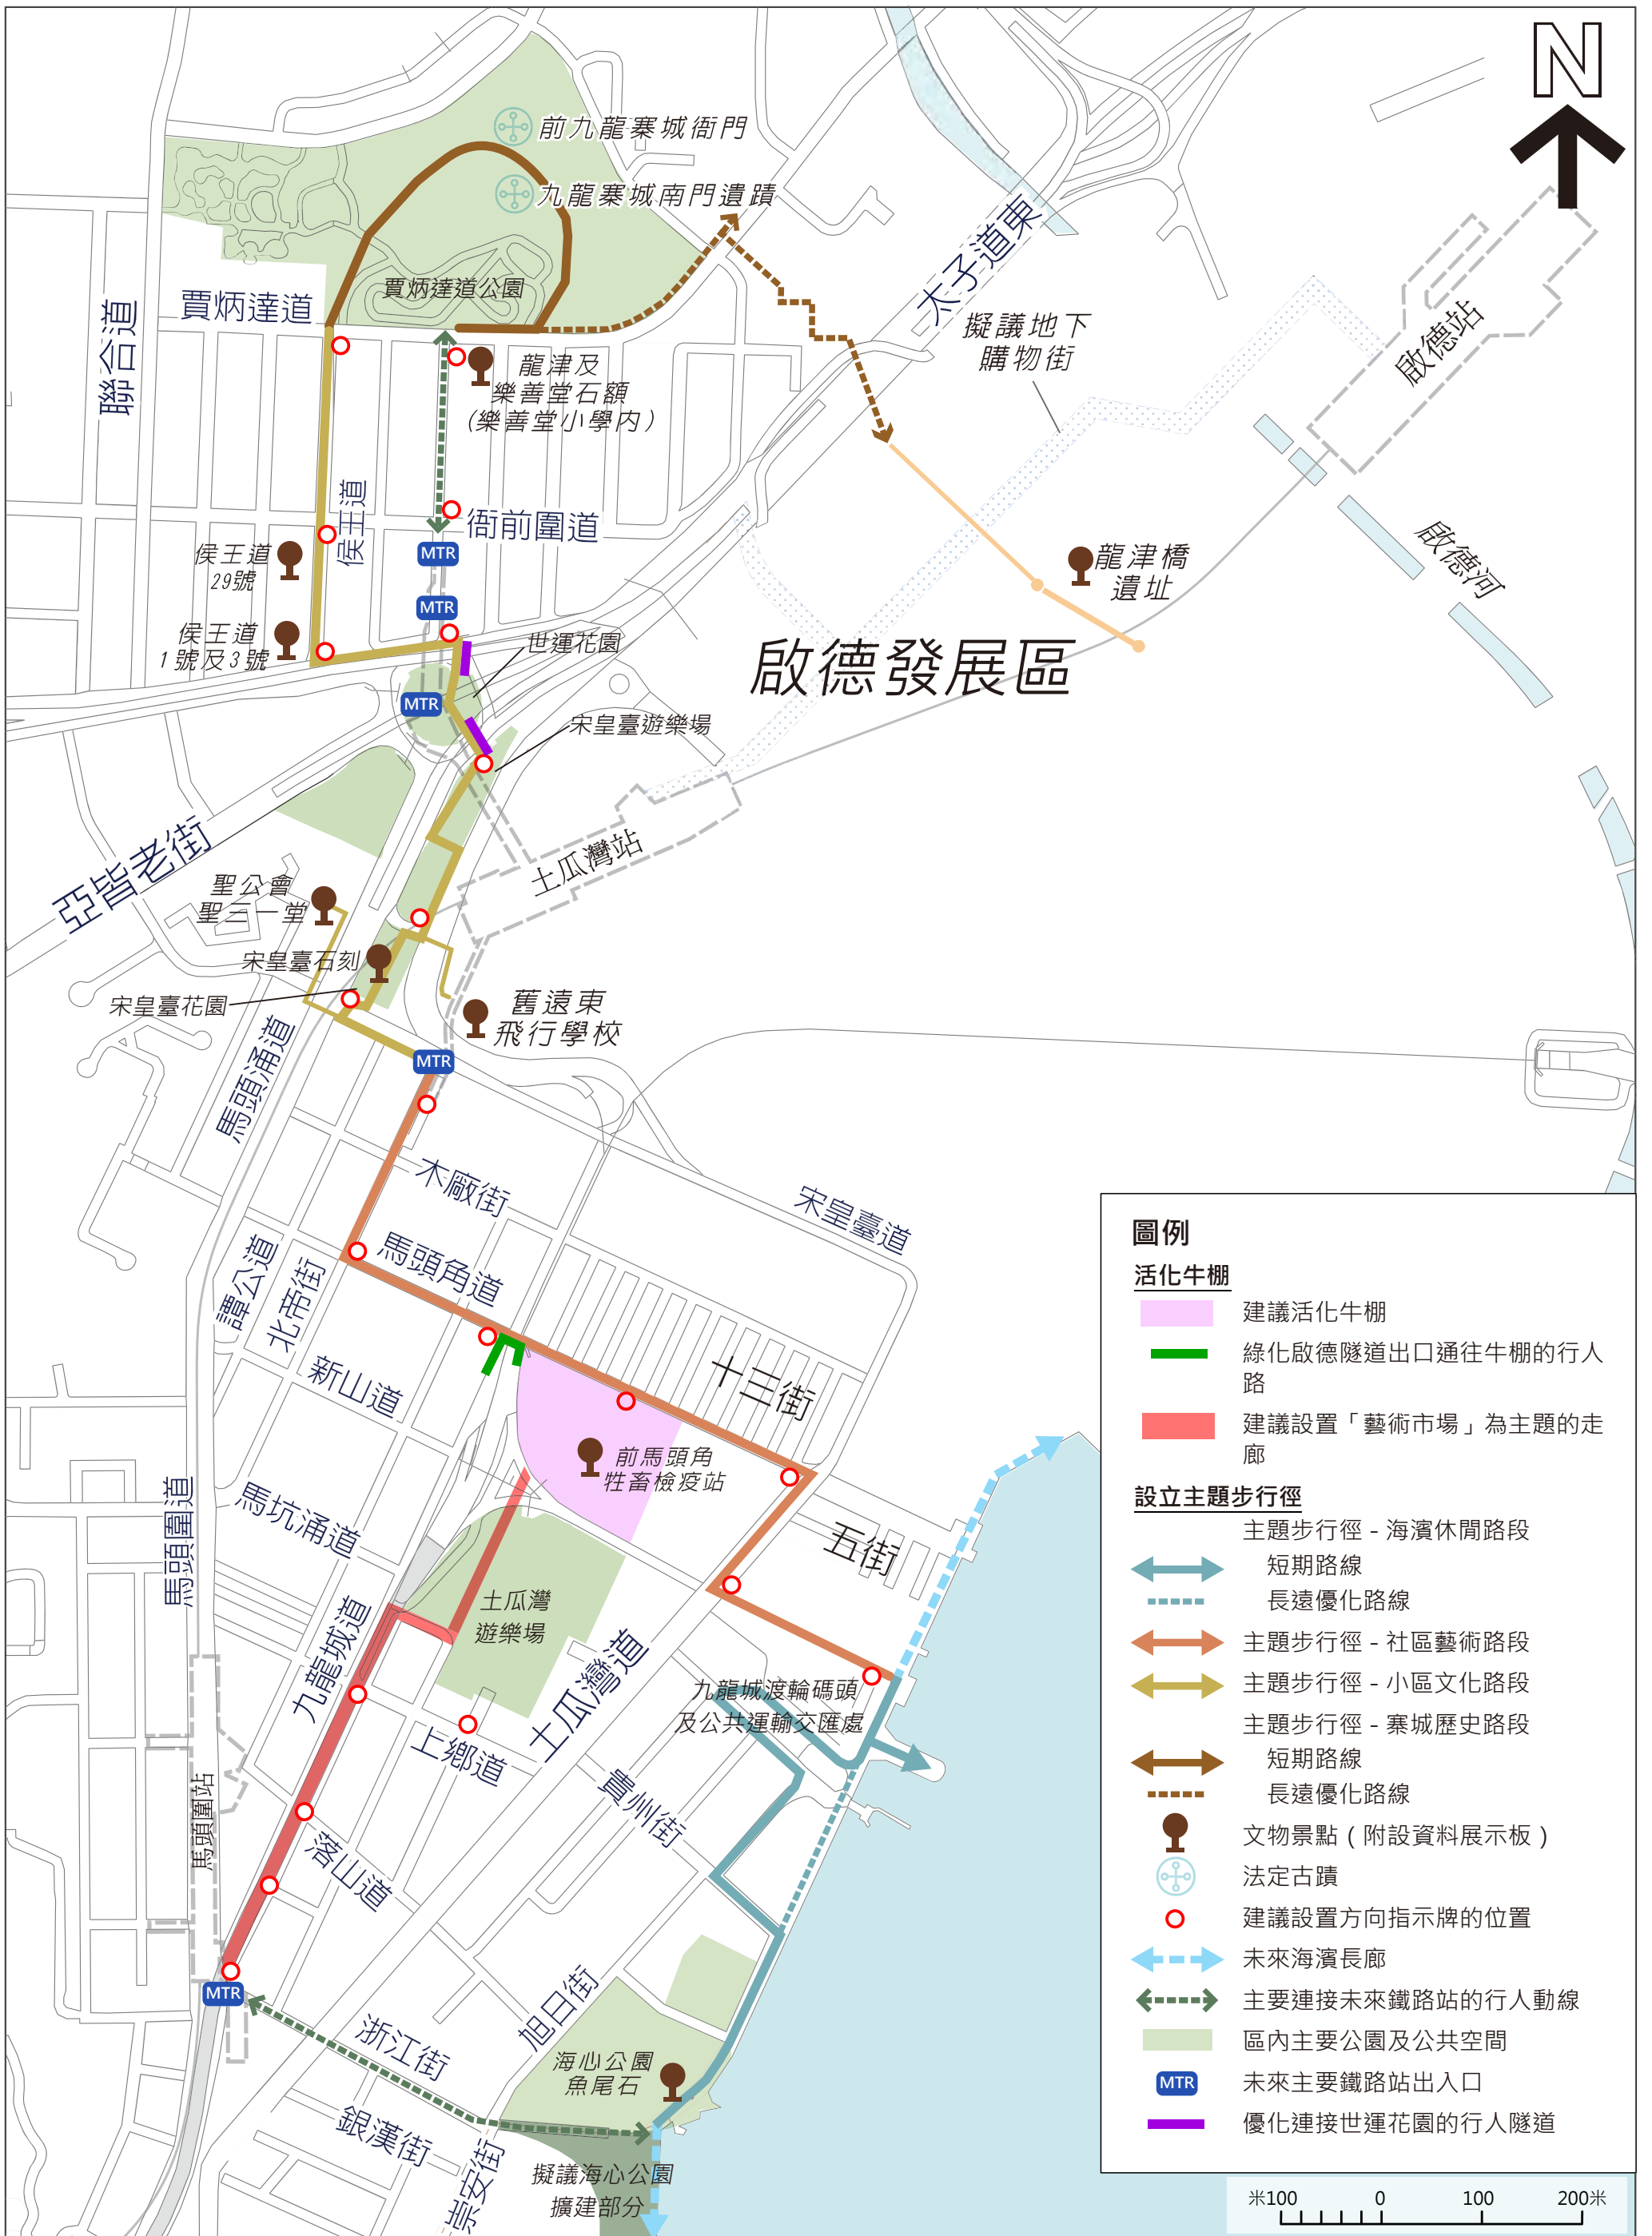 N
前九龍寨城衙門
九龍寨城南門遺蹟
太子道東
賈炳達道公園
賈炳達道
聯合道
擬議地下
購物街
啟德站
龍津及
樂善堂石額
(樂善堂小學內)
侯王道
衙前圍道
MTR
侯王道
29號
龍津橋
遺址
啟德河
MTR
侯王道
1號及3號
世運花園
啟德發展區
MTR
宋皇臺遊樂場
亞皆老街
土瓜灣站
聖公會
聖三一堂
宋皇臺石刻
宋皇臺花園
舊遠東
飛行學校
馬頭涌道
MTR
木廠街
宋皇臺道
馬頭角道
譚公道
北帝街
新山道
十三街
前馬頭角
牲畜檢疫站
馬頭圍道
馬坑涌道
五街
土瓜灣
遊樂場
九龍城道
土瓜灣道
九龍城渡輪碼頭
及公共運輸交匯處
上鄉道
貴州街
馬頭圍站
落山道
MTR
旭日街
浙江街
海心公園
魚尾石
銀漢街
崇安街
擬議海心公園
擴建部分
圖例
活化牛棚
建議活化牛棚
綠化啟德隧道出口通往牛棚的行人
路
建議設置「藝術市場」為主題的走
廊
設立主題步行徑
主題步行徑 - 海濱休閒路段
短期路線
長遠優化路線
主題步行徑 - 社區藝術路段
主題步行徑 - 小區文化路段
主題步行徑 - 寨城歷史路段
短期路線
長遠優化路線
文物景點 ( 附設資料展示板 )
法定古蹟
建議設置方向指示牌的位置
未來海濱長廊
主要連接未來鐵路站的行人動線
區內主要公園及公共空間
MTR 未來主要鐵路站出入口
優化連接世運花園的行人隧道
米100 0 100 200米